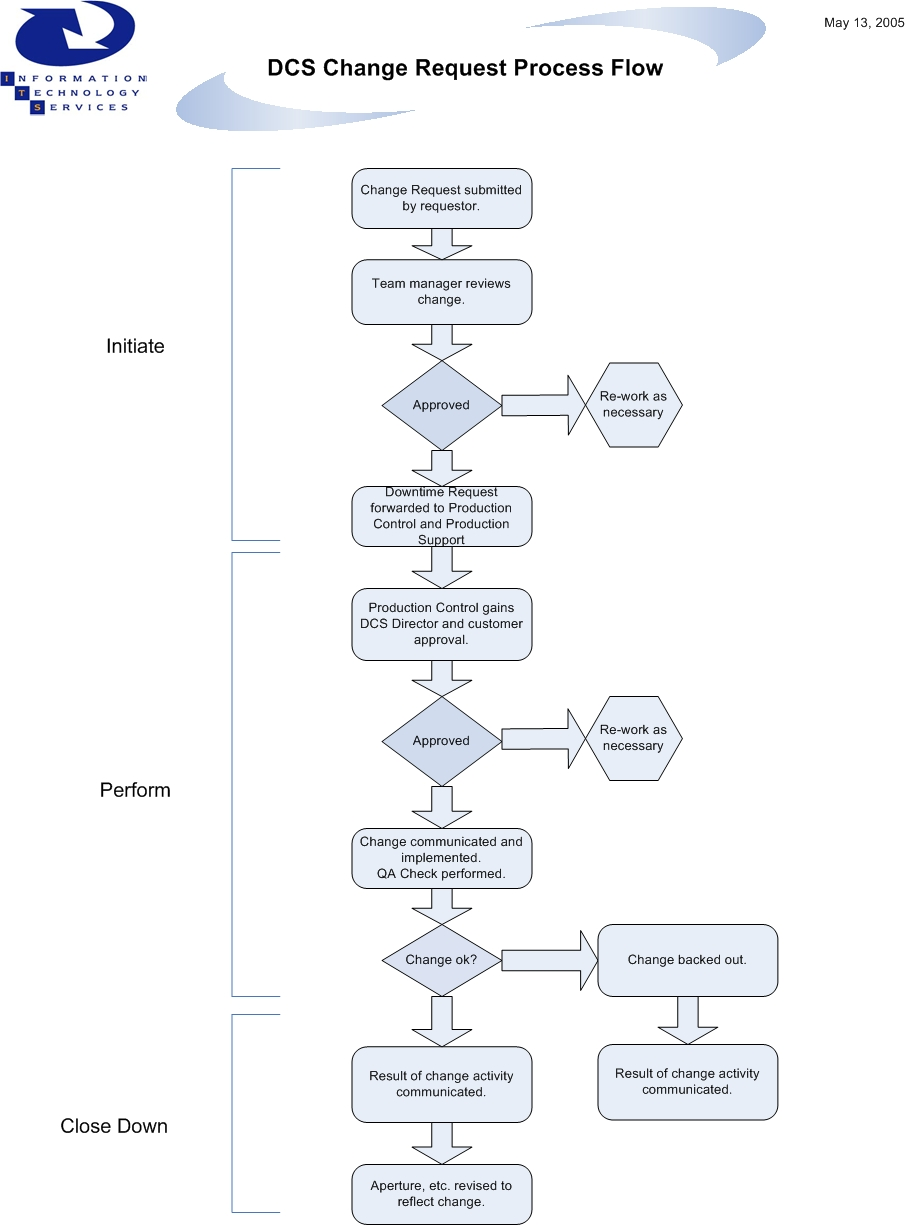 May 13, 2005
DCS Change Request Process Flow
INFORMATION
TECHNOLOGY
SERVICES
Change Request submitted
by requestor.
Team manager reviews
change.
Initiate
Approved
Re-work as
necessary
Downtime Request
forwarded to Production
Control and Production
Support
Production Control gains
DCS Director and customer
approval.
Approved
Re-work as
necessary
Perform
Change communicated and
implemented.
QA Check performed.
Change ok?
Change backed out.
Result of change activity
communicated.
Result of change activity
communicated.
Close Down
Aperture, etc. revised to
reflect change.